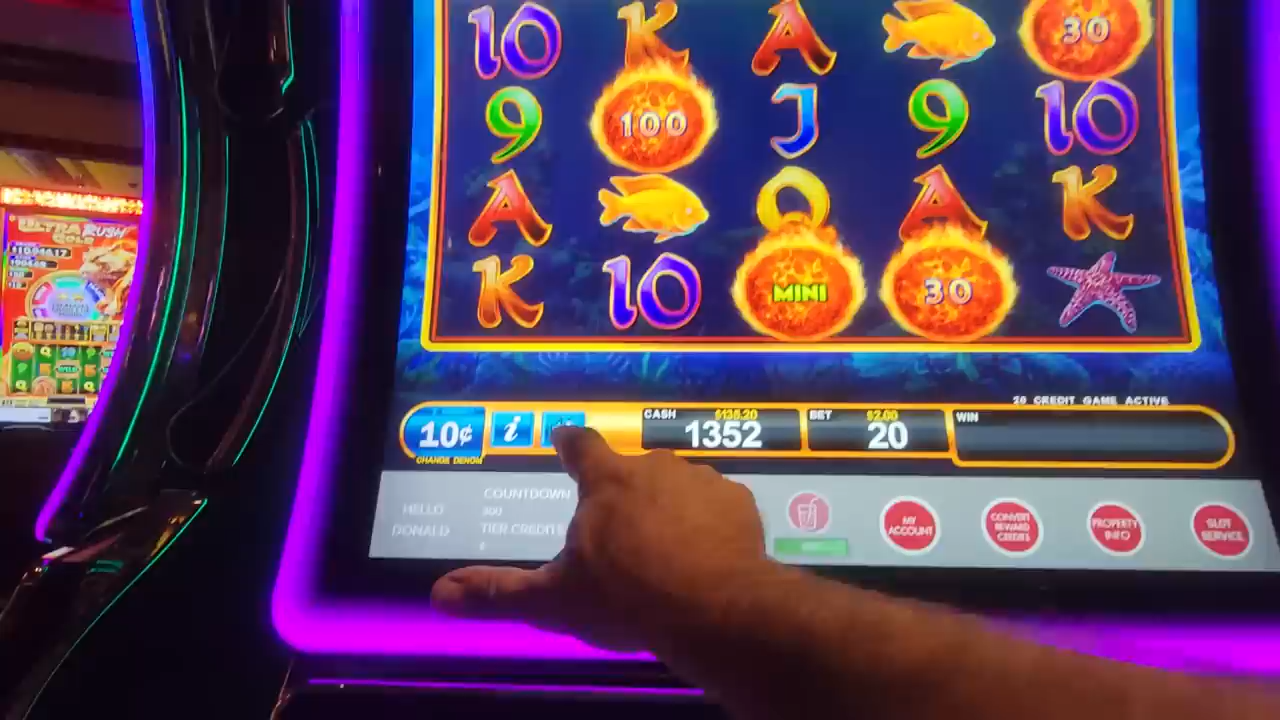 10 K A 30
9 100 J 9 10
A Q A K
K 10 MINI 30
20 CREDIT GAME ACTIVE
10¢ i CASH $135.20 BET $2.00 WIN
1352 20
CHANGE DENOM
HELLO
DONALD
COUNTDOWN
300
TIER CREDITS
MY
ACCOUNT
CONVERT
REWARD
CREDITS
PROPERTY
INFO
SLOT
SERVICE
ULTRA RUSH
GOLD